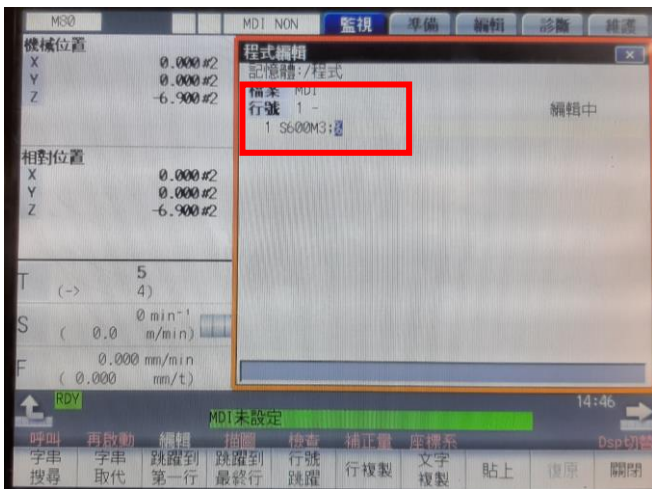 M80 MDI NON 監視 準備 編輯 診斷 維護
機械位置
X 0.000 #2
Y 0.000 #2
Z -6.900 #2
相對位置
X 0.000 #2
Y 0.000 #2
Z -6.900 #2
T 5
(-> 4)
S 0 min⁻¹
( 0.0 m/min)
F 0.000 mm/min
( 0.000 mm/t)
程式編輯 ×
記憶體:/程式
檔案 MDI
行號 1 - 編輯中
1 S600M3;%
RDY 14:46
MDI未設定
呼叫 再啟動 編輯 描圖 檢查 補正量 座標系 Dspt切替
字串搜尋 字串取代 跳躍到第一行 跳躍到最終行 行號跳躍 行複製 文字複製 貼上 復原 關閉